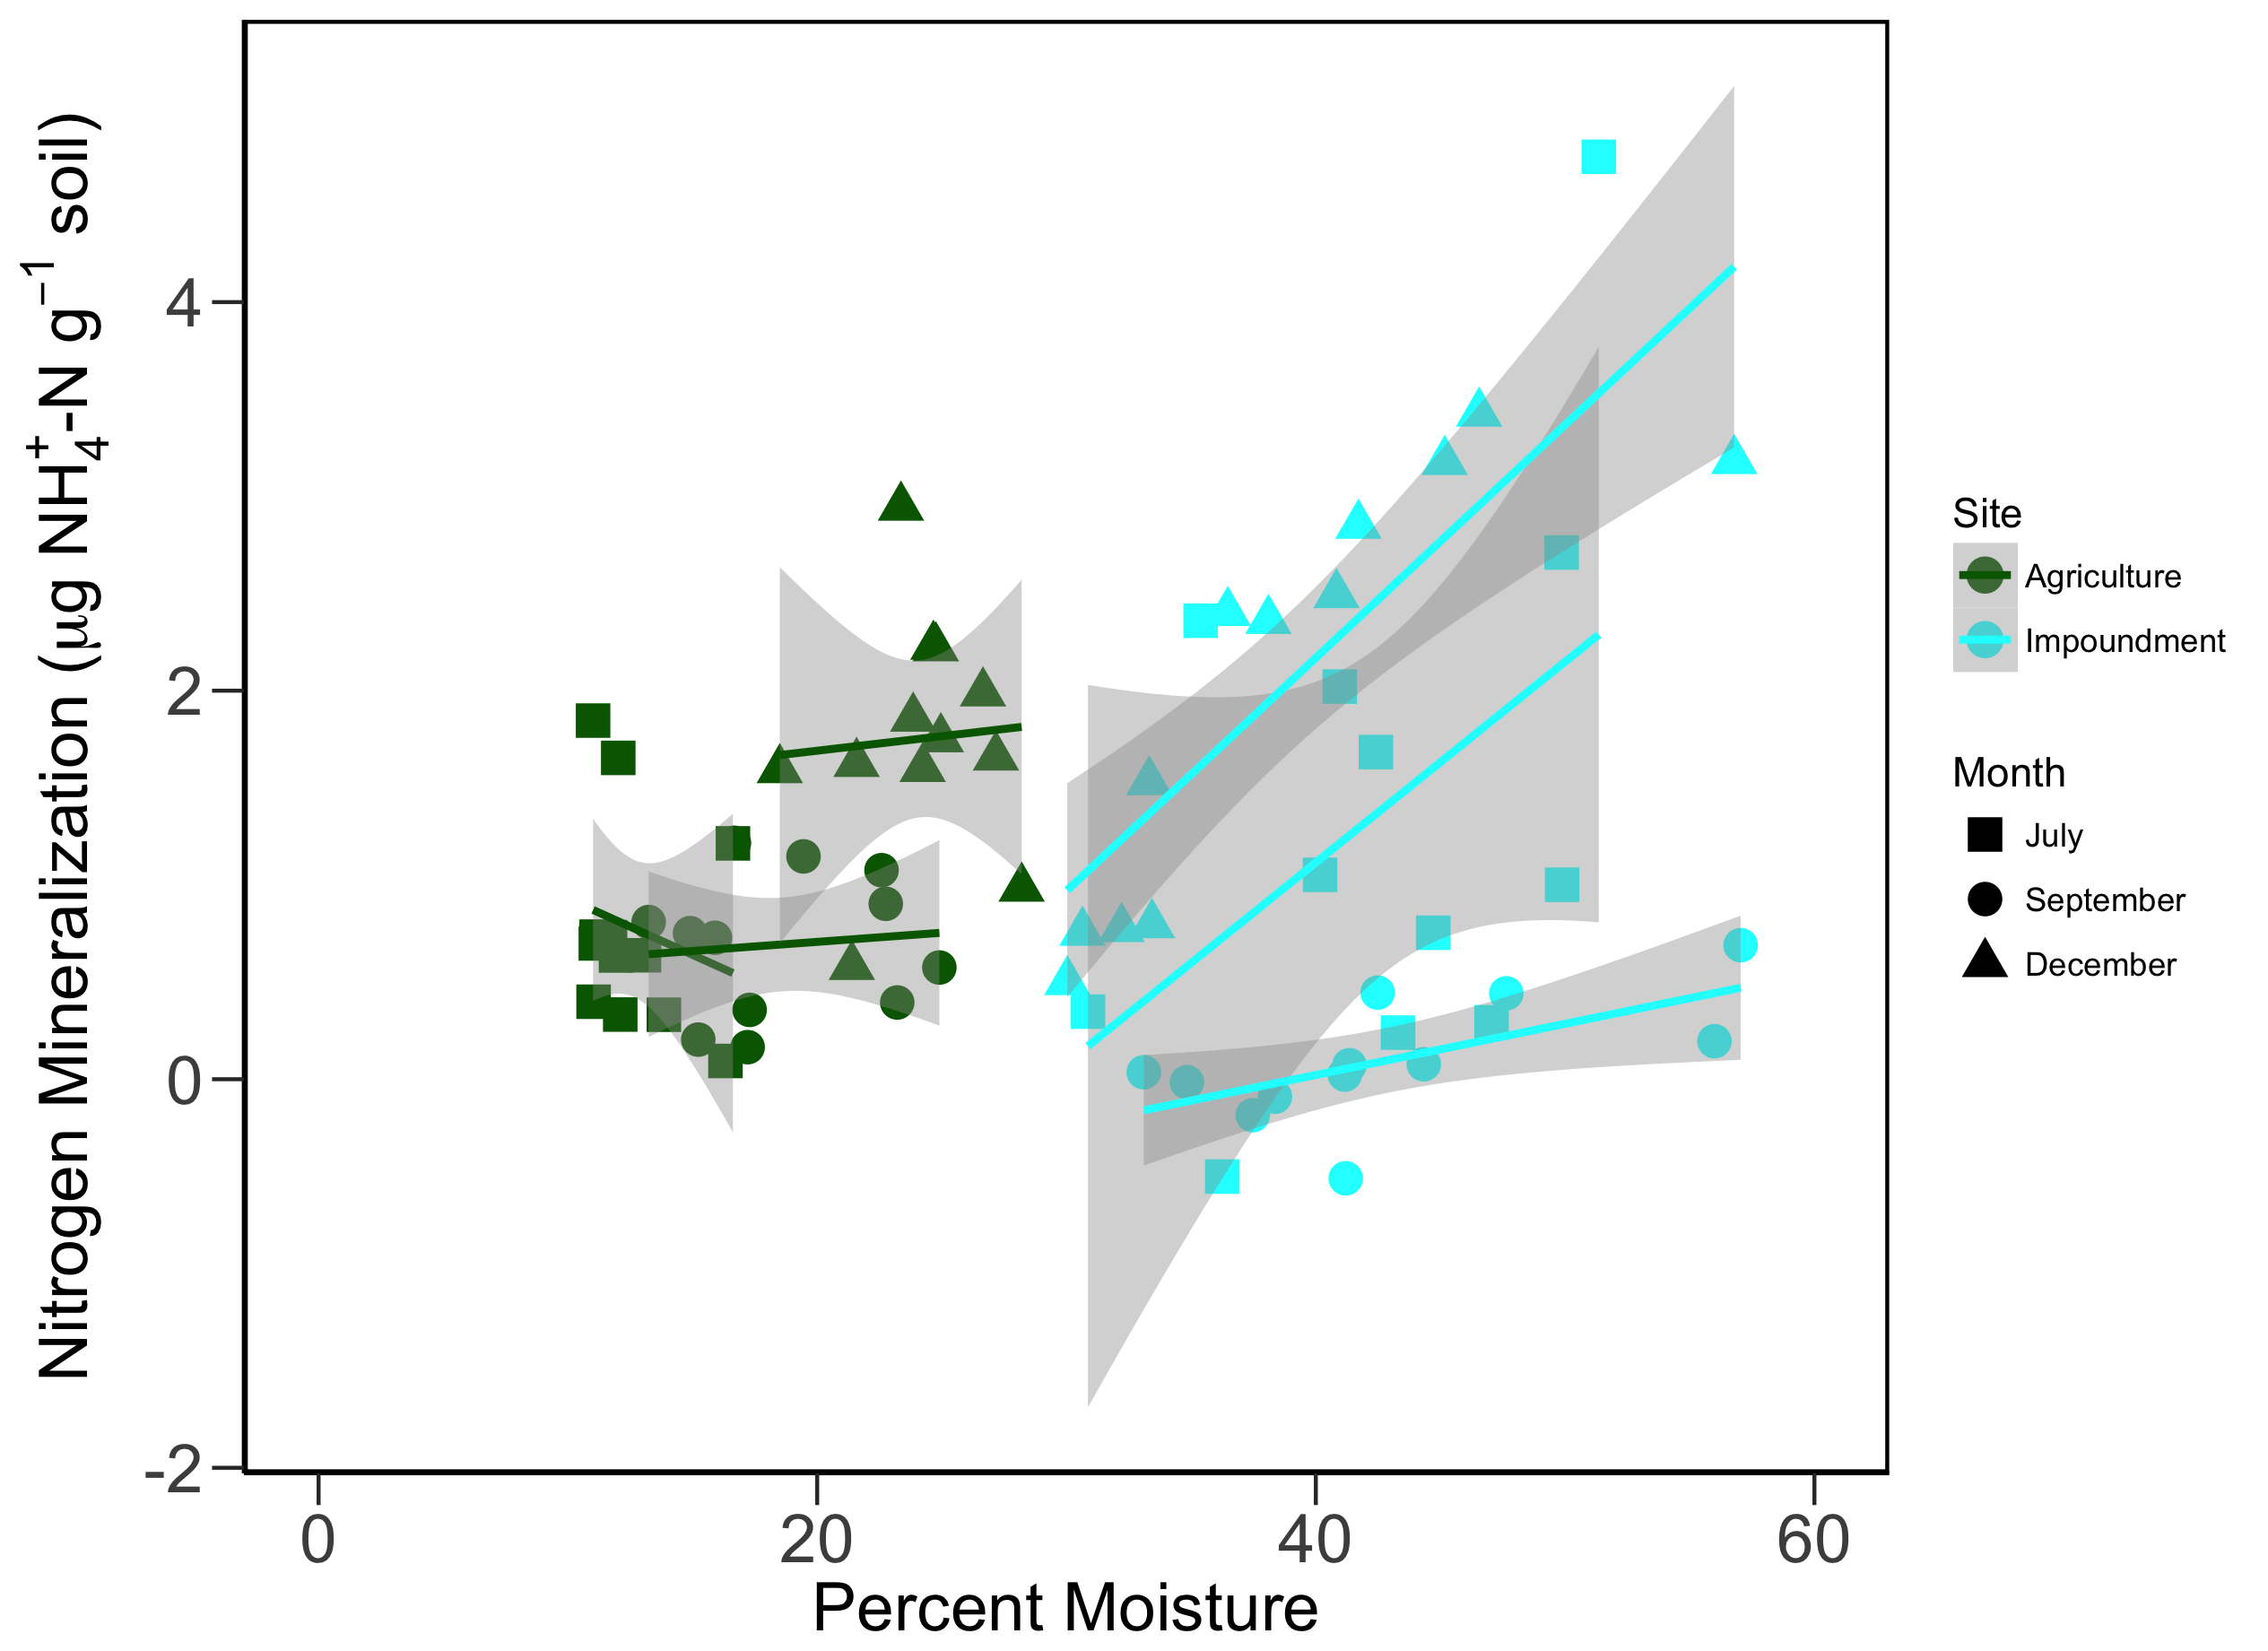 Nitrogen Mineralization (μg NH₄⁺-N g⁻¹ soil)
4
2
0
-2
0 20 40 60
Percent Moisture
Site
Agriculture
Impoundment
Month
July
September
December